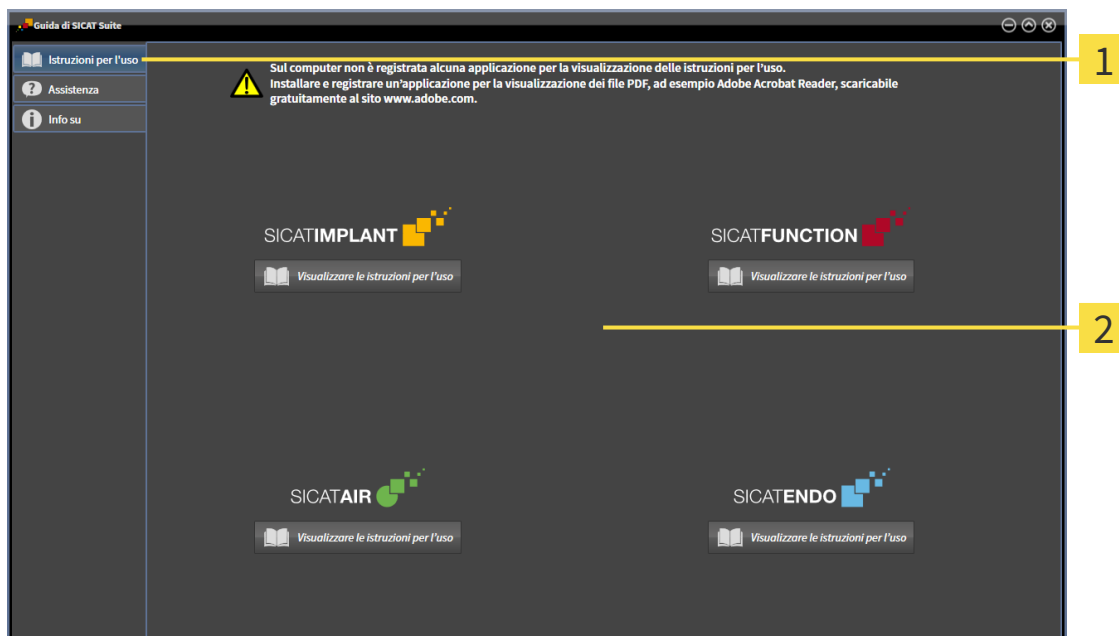 Guida di SICAT Suite
Istruzioni per l'uso
Assistenza
Info su
Sul computer non è registrata alcuna applicazione per la visualizzazione delle istruzioni per l'uso.
Installare e registrare un'applicazione per la visualizzazione dei file PDF, ad esempio Adobe Acrobat Reader, scaricabile
gratuitamente al sito www.adobe.com.
1
SICATIMPLANT
Visualizzare le istruzioni per l'uso
SICATFUNCTION
Visualizzare le istruzioni per l'uso
2
SICATAIR
Visualizzare le istruzioni per l'uso
SICATENDO
Visualizzare le istruzioni per l'uso